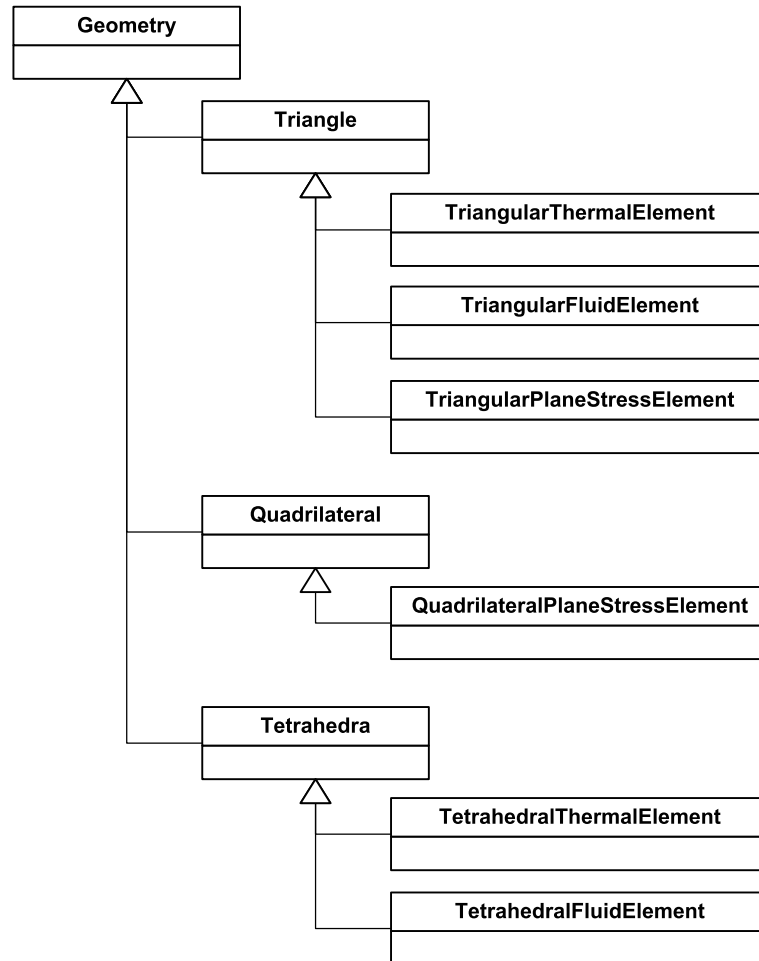 Geometry
Triangle
TriangularThermalElement
TriangularFluidElement
TriangularPlaneStressElement
Quadrilateral
QuadrilateralPlaneStressElement
Tetrahedra
TetrahedralThermalElement
TetrahedralFluidElement